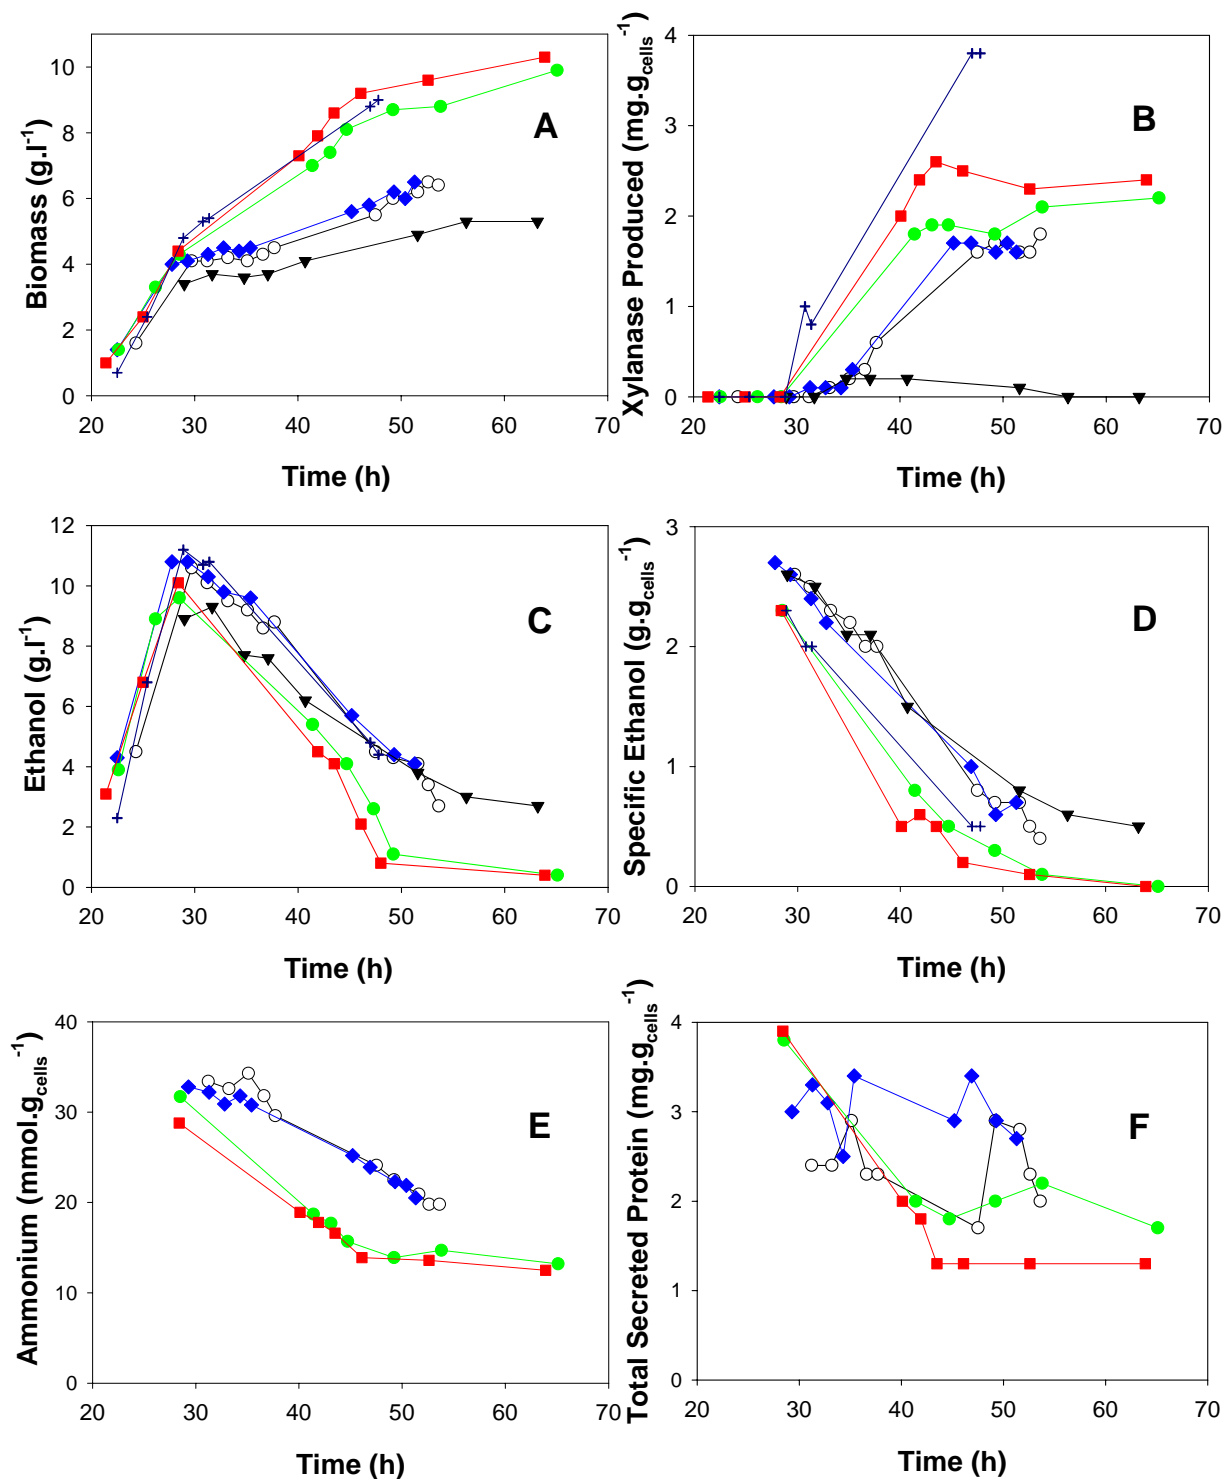 Biomass (g.l⁻¹)
10
8
6
4
2
0
A
20 30 40 50 60 70
Time (h)
Xylanase Produced (mg.g_cells⁻¹)
4
3
2
1
0
B
20 30 40 50 60 70
Time (h)
Ethanol (g.l⁻¹)
12
10
8
6
4
2
0
C
20 30 40 50 60 70
Time (h)
Specific Ethanol (g.g_cells⁻¹)
3
2
1
0
D
20 30 40 50 60 70
Time (h)
Ammonium (mmol.g_cells⁻¹)
40
30
20
10
0
E
20 30 40 50 60 70
Time (h)
Total Secreted Protein (mg.g_cells⁻¹)
4
3
2
1
0
F
20 30 40 50 60 70
Time (h)